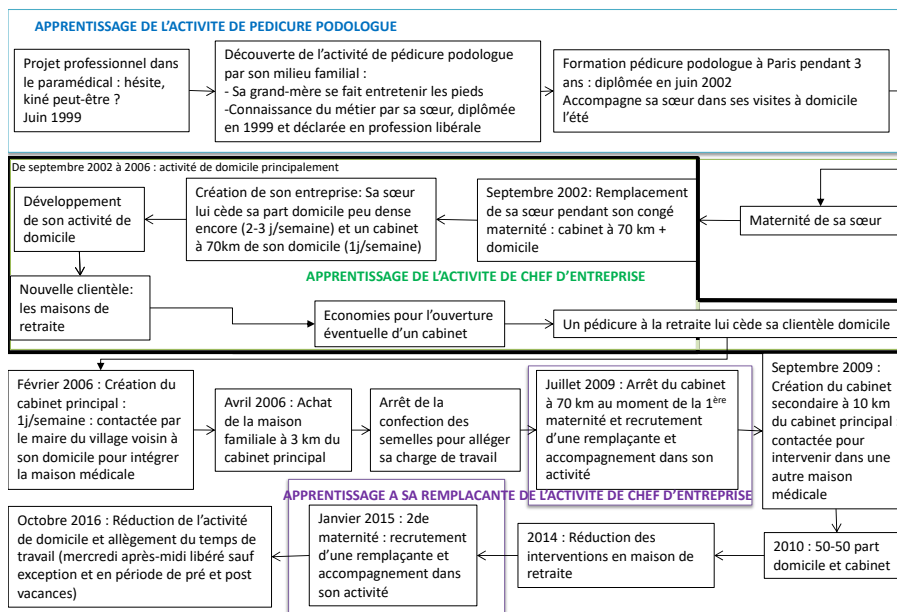 APPRENTISSAGE DE L'ACTIVITE DE PEDICURE PODOLOGUE
Projet professionnel dans
le paramédical : hésite,
kiné peut-être ?
Juin 1999
Découverte de l'activité de pédicure podologue
par son milieu familial :
- Sa grand-mère se fait entretenir les pieds
-Connaissance du métier par sa sœur, diplômée
en 1999 et déclarée en profession libérale
Formation pédicure podologue à Paris pendant 3
ans : diplômée en juin 2002
Accompagne sa sœur dans ses visites à domicile
l'été
De septembre 2002 à 2006 : activité de domicile principalement
Maternité de sa sœur
Septembre 2002: Remplacement
de sa sœur pendant son congé
maternité : cabinet à 70 km +
domicile
Création de son entreprise: Sa sœur
lui cède sa part domicile peu dense
encore (2-3 j/semaine) et un cabinet
à 70km de son domicile (1j/semaine)
Développement
de son activité de
domicile
APPRENTISSAGE DE L'ACTIVITE DE CHEF D'ENTREPRISE
Nouvelle clientèle:
les maisons de
retraite
Economies pour l'ouverture
éventuelle d'un cabinet
Un pédicure à la retraite lui cède sa clientèle domicile
Février 2006 : Création du
cabinet principal :
1j/semaine : contactée par
le maire du village voisin à
son domicile pour intégrer
la maison médicale
Avril 2006 : Achat de
la maison
familiale à 3 km du
cabinet principal
Arrêt de la
confection des
semelles pour alléger
sa charge de travail
Juillet 2009 : Arrêt du cabinet
à 70 km au moment de la 1ère
maternité et recrutement
d'une remplaçante et
accompagnement dans son
activité
Septembre 2009 :
Création du cabinet
secondaire à 10 km
du cabinet principal :
contactée pour
intervenir dans une
autre maison
médicale
APPRENTISSAGE A SA REMPLACANTE DE L'ACTIVITE DE CHEF D'ENTREPRISE
2010 : 50-50 part
domicile et cabinet
2014 : Réduction des
interventions en maison de
retraite
Janvier 2015 : 2de
maternité : recrutement
d'une remplaçante et
accompagnement dans
son activité
Octobre 2016 : Réduction de l'activité
de domicile et allègement du temps de
travail (mercredi après-midi libéré sauf
exception et en période de pré et post
vacances)